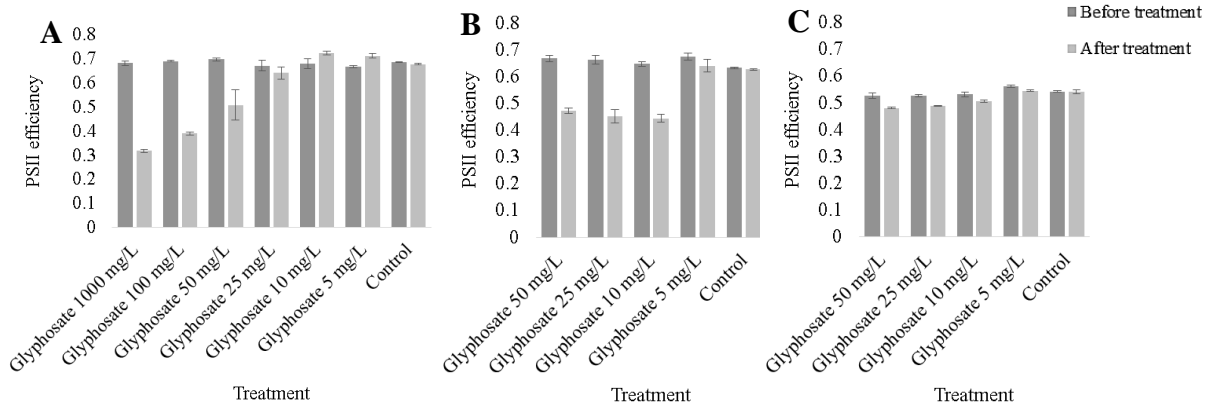 A
PSII efficiency
0.8
0.7
0.6
0.5
0.4
0.3
0.2
0.1
0
Glyphosate 1000 mg/L
Glyphosate 100 mg/L
Glyphosate 50 mg/L
Glyphosate 25 mg/L
Glyphosate 10 mg/L
Glyphosate 5 mg/L
Control
Treatment
B
PSII efficiency
0.8
0.7
0.6
0.5
0.4
0.3
0.2
0.1
0
Glyphosate 50 mg/L
Glyphosate 25 mg/L
Glyphosate 10 mg/L
Glyphosate 5 mg/L
Control
Treatment
C
PSII efficiency
0.8
0.7
0.6
0.5
0.4
0.3
0.2
0.1
0
Glyphosate 50 mg/L
Glyphosate 25 mg/L
Glyphosate 10 mg/L
Glyphosate 5 mg/L
Control
Treatment
Before treatment
After treatment